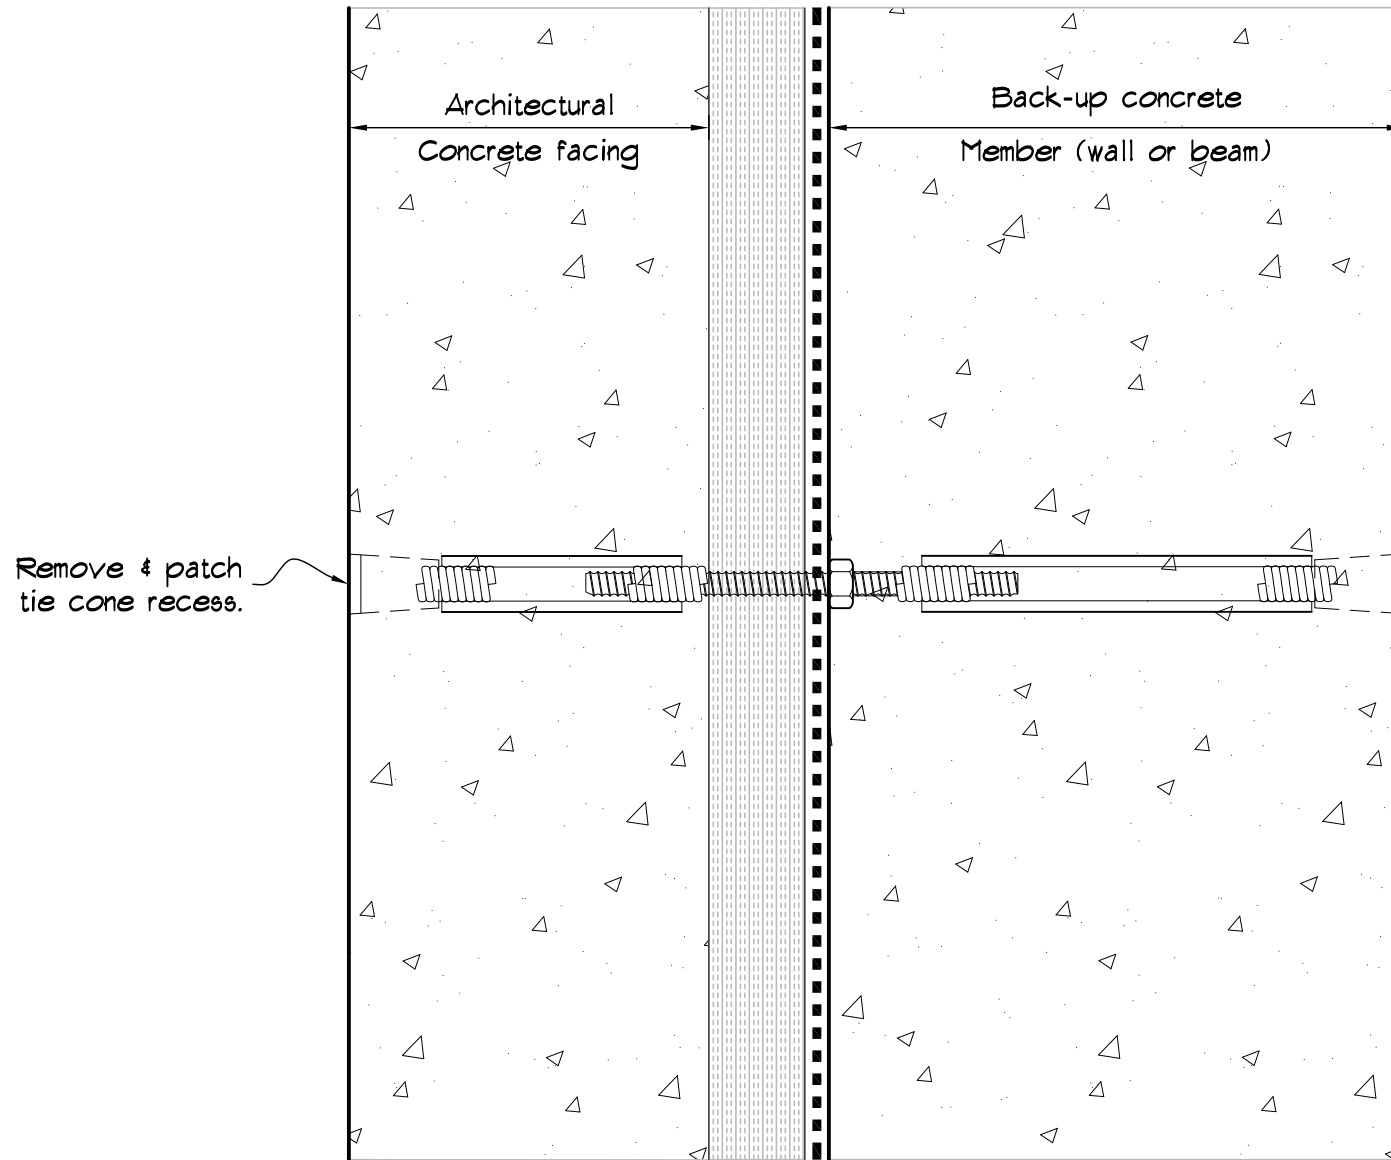 Architectural
Concrete facing
Back-up concrete
Member (wall or beam)
Remove & patch
tie cone recess.